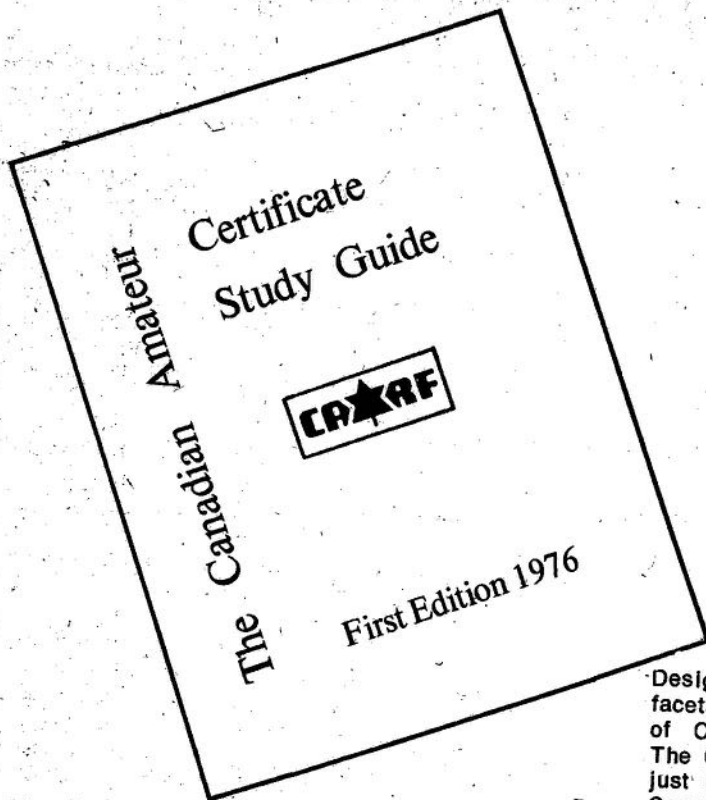 The Canadian Amateur
Certificate
Study Guide
CARF
First Edition 1976
Desig
facet
of C
The
just